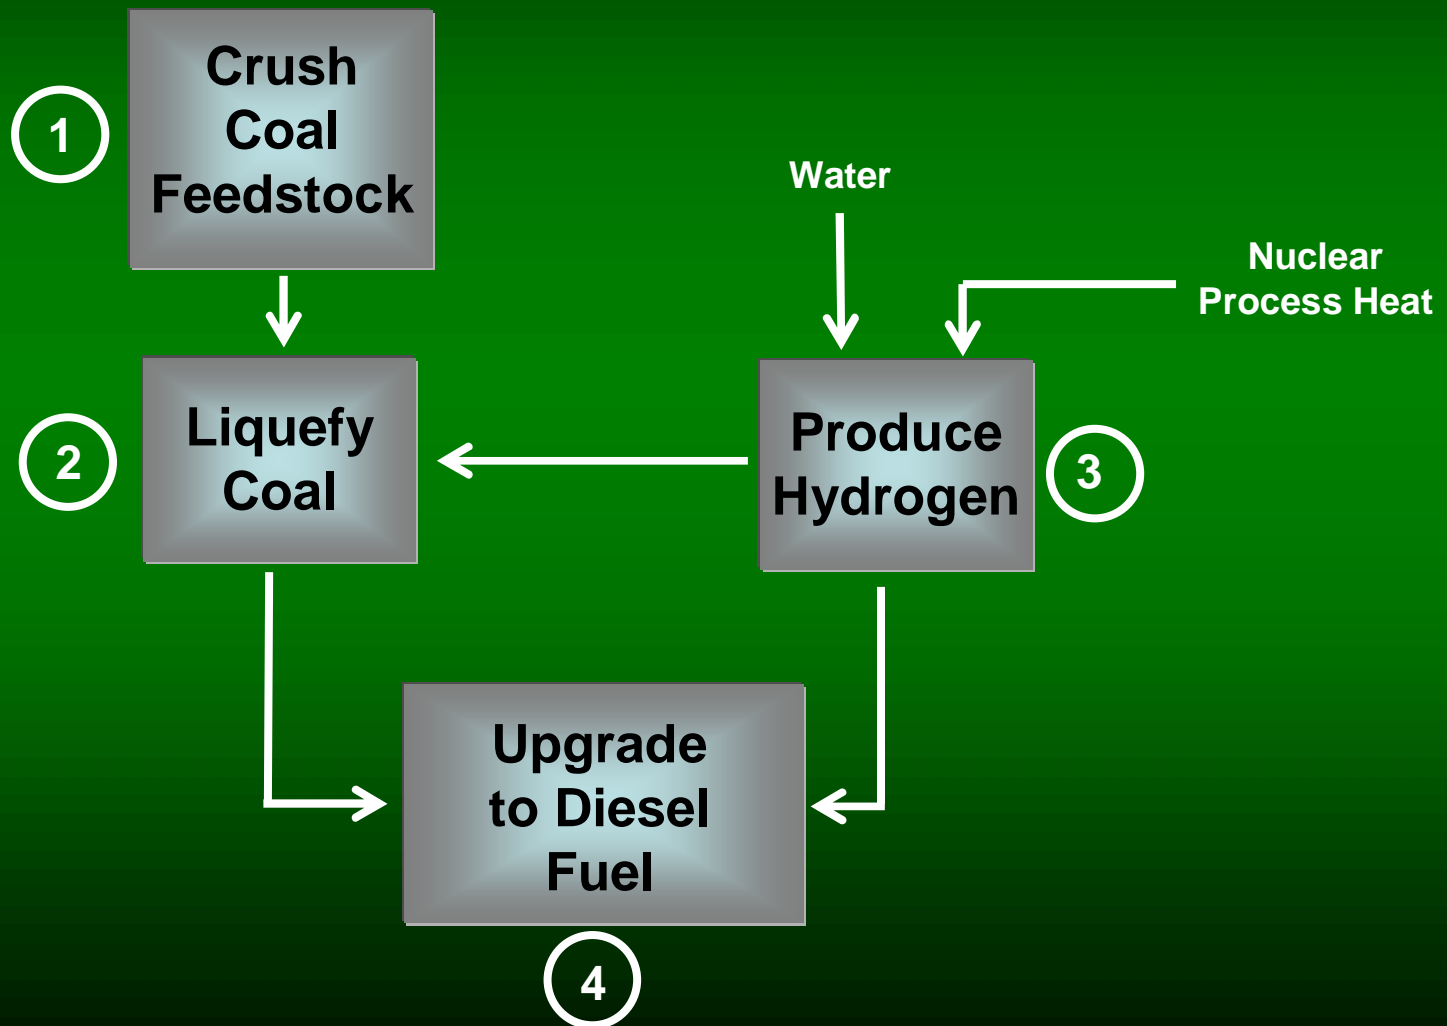 1
Crush
Coal
Feedstock
Water
Nuclear
Process Heat
2
Liquefy
Coal
Produce
Hydrogen
3
Upgrade
to Diesel
Fuel
4